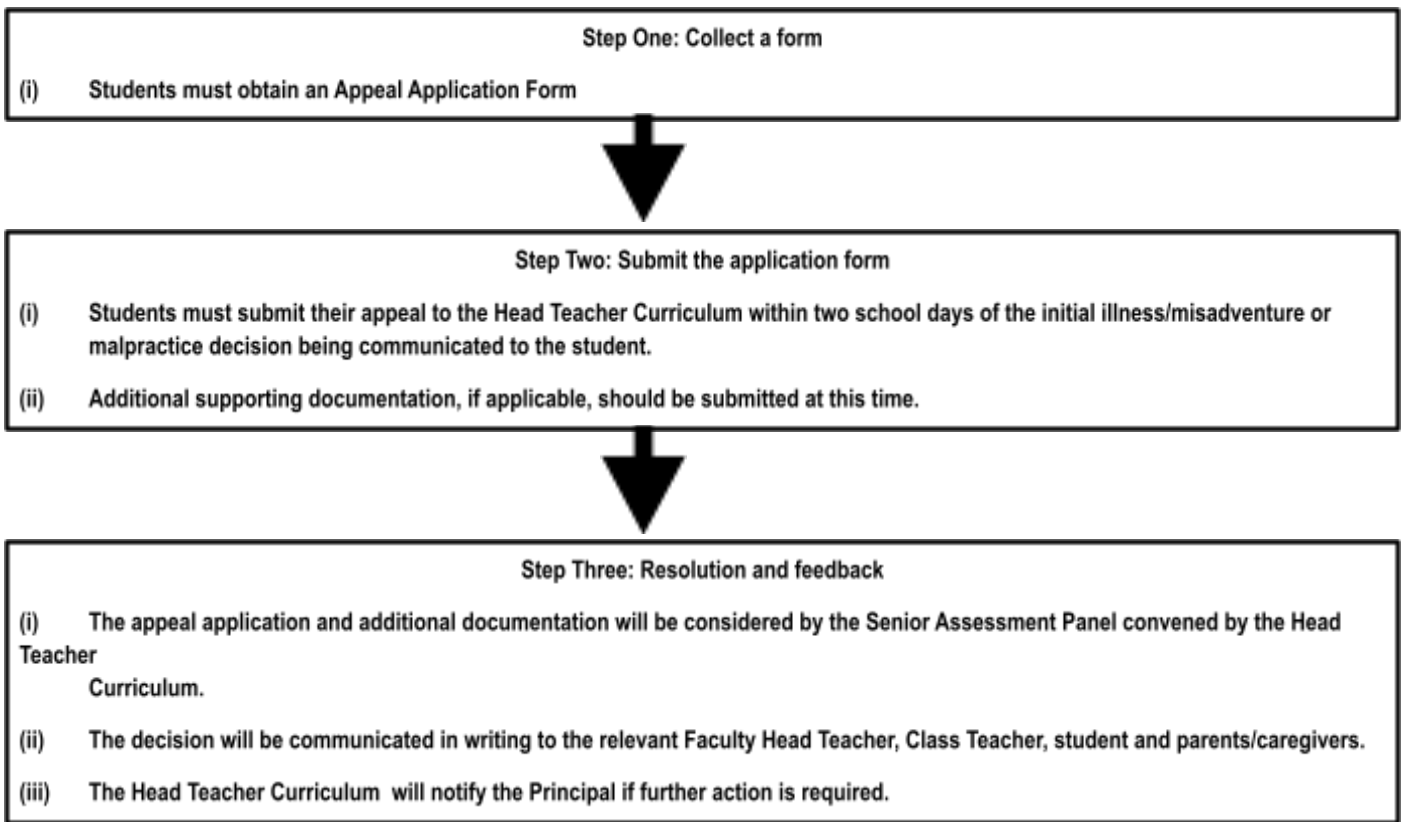 Step One: Collect a form
(i) Students must obtain an Appeal Application Form
Step Two: Submit the application form
(i) Students must submit their appeal to the Head Teacher Curriculum within two school days of the initial illness/misadventure or
malpractice decision being communicated to the student.
(ii) Additional supporting documentation, if applicable, should be submitted at this time.
Step Three: Resolution and feedback
(i) The appeal application and additional documentation will be considered by the Senior Assessment Panel convened by the Head
Teacher
Curriculum.
(ii) The decision will be communicated in writing to the relevant Faculty Head Teacher, Class Teacher, student and parents/caregivers.
(iii) The Head Teacher Curriculum will notify the Principal if further action is required.